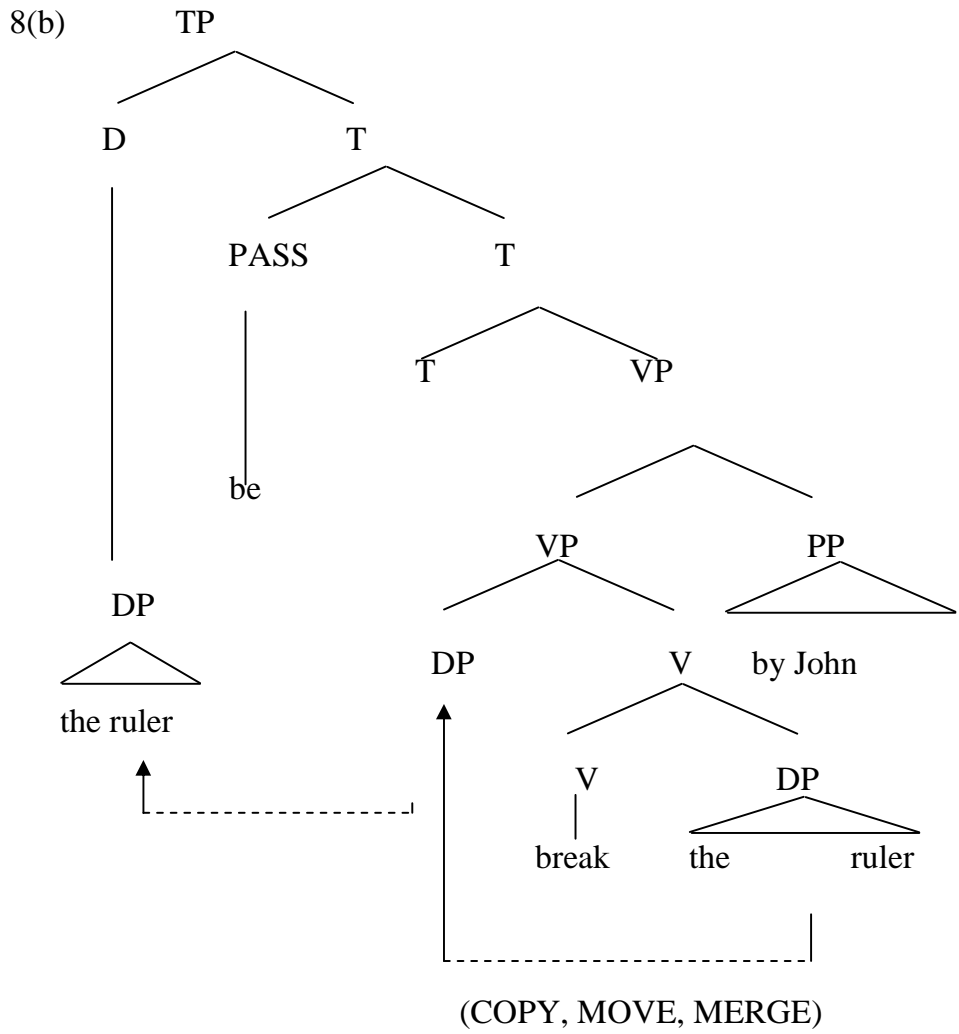 8(b) TP
D T
PASS T
T VP
be
VP PP
DP
DP V by John
the ruler
V DP
break the ruler
(COPY, MOVE, MERGE)